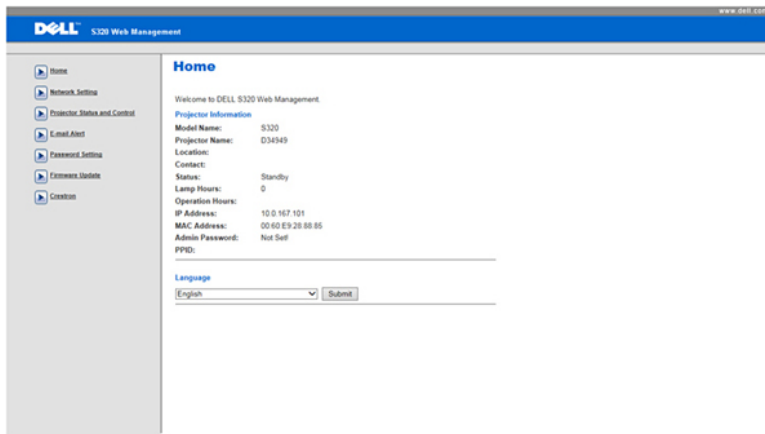 www.dell.com
DELL™ S320 Web Management
Home
Network Setting
Projector Status and Control
E-mail Alert
Password Setting
Firmware Update
Crestron
Home
Welcome to DELL S320 Web Management
Projector Information
Model Name: S320
Projector Name: D34949
Location:
Contact:
Status: Standby
Lamp Hours: 0
Operation Hours:
IP Address: 10.0.167.101
MAC Address: 00:60:E9:28:88:85
Admin Password: Not Set!
PPID:
Language
English Submit